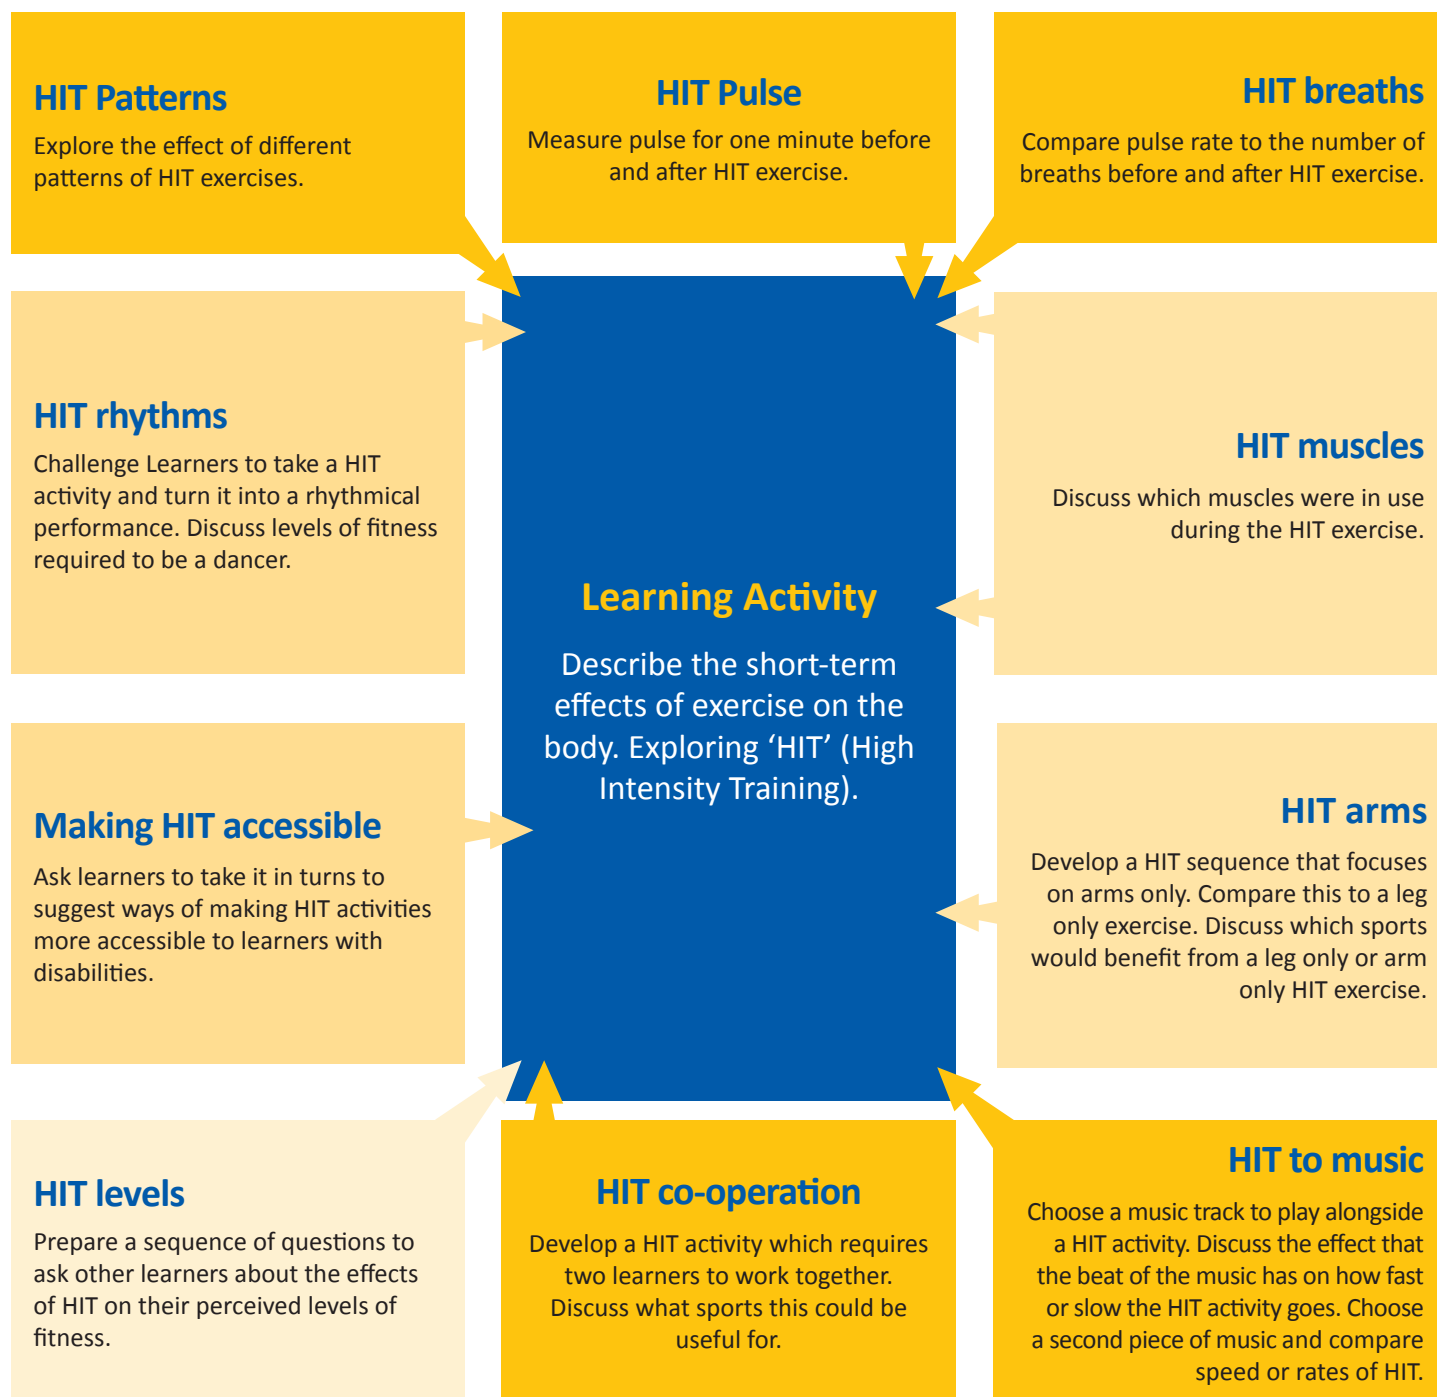 HIT Patterns
Explore the effect of different
patterns of HIT exercises.
HIT Pulse
Measure pulse for one minute before
and after HIT exercise.
HIT breaths
Compare pulse rate to the number of
breaths before and after HIT exercise.
HIT rhythms
Challenge Learners to take a HIT
activity and turn it into a rhythmical
performance. Discuss levels of fitness
required to be a dancer.
Learning Activity
Describe the short-term
effects of exercise on the
body. Exploring ‘HIT’ (High
Intensity Training).
HIT muscles
Discuss which muscles were in use
during the HIT exercise.
Making HIT accessible
Ask learners to take it in turns to
suggest ways of making HIT activities
more accessible to learners with
disabilities.
HIT arms
Develop a HIT sequence that focuses
on arms only. Compare this to a leg
only exercise. Discuss which sports
would benefit from a leg only or arm
only HIT exercise.
HIT levels
Prepare a sequence of questions to
ask other learners about the effects
of HIT on their perceived levels of
fitness.
HIT co-operation
Develop a HIT activity which requires
two learners to work together.
Discuss what sports this could be
useful for.
HIT to music
Choose a music track to play alongside
a HIT activity. Discuss the effect that
the beat of the music has on how fast
or slow the HIT activity goes. Choose
a second piece of music and compare
speed or rates of HIT.